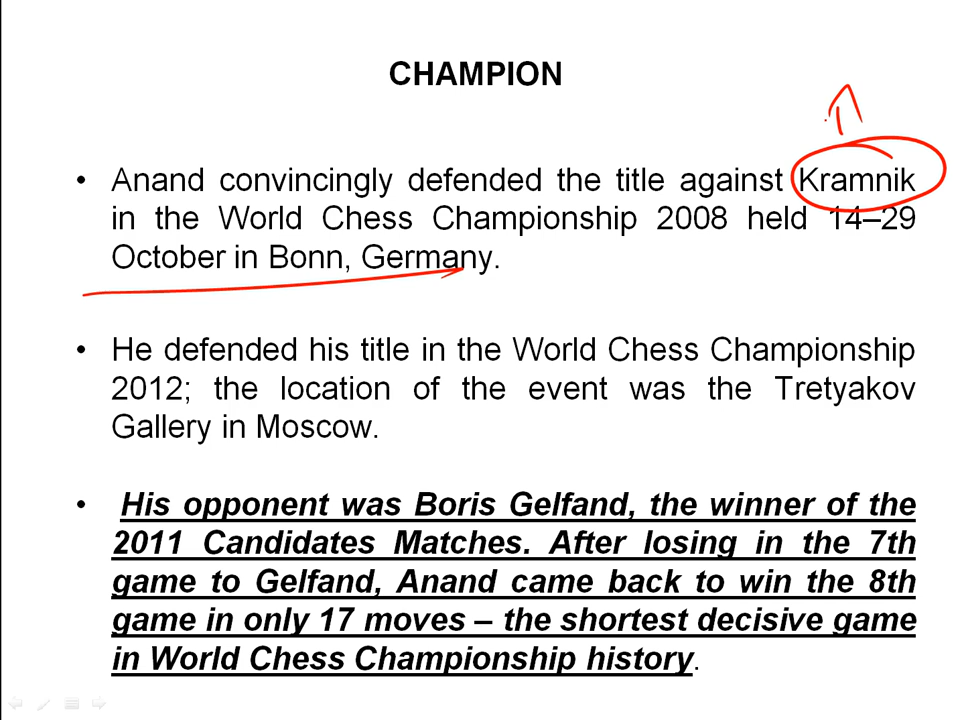 CHAMPION
• Anand convincingly defended the title against Kramnik
in the World Chess Championship 2008 held 14–29
October in Bonn, Germany.
• He defended his title in the World Chess Championship
2012; the location of the event was the Tretyakov
Gallery in Moscow.
• His opponent was Boris Gelfand, the winner of the
2011 Candidates Matches. After losing in the 7th
game to Gelfand, Anand came back to win the 8th
game in only 17 moves – the shortest decisive game
in World Chess Championship history.